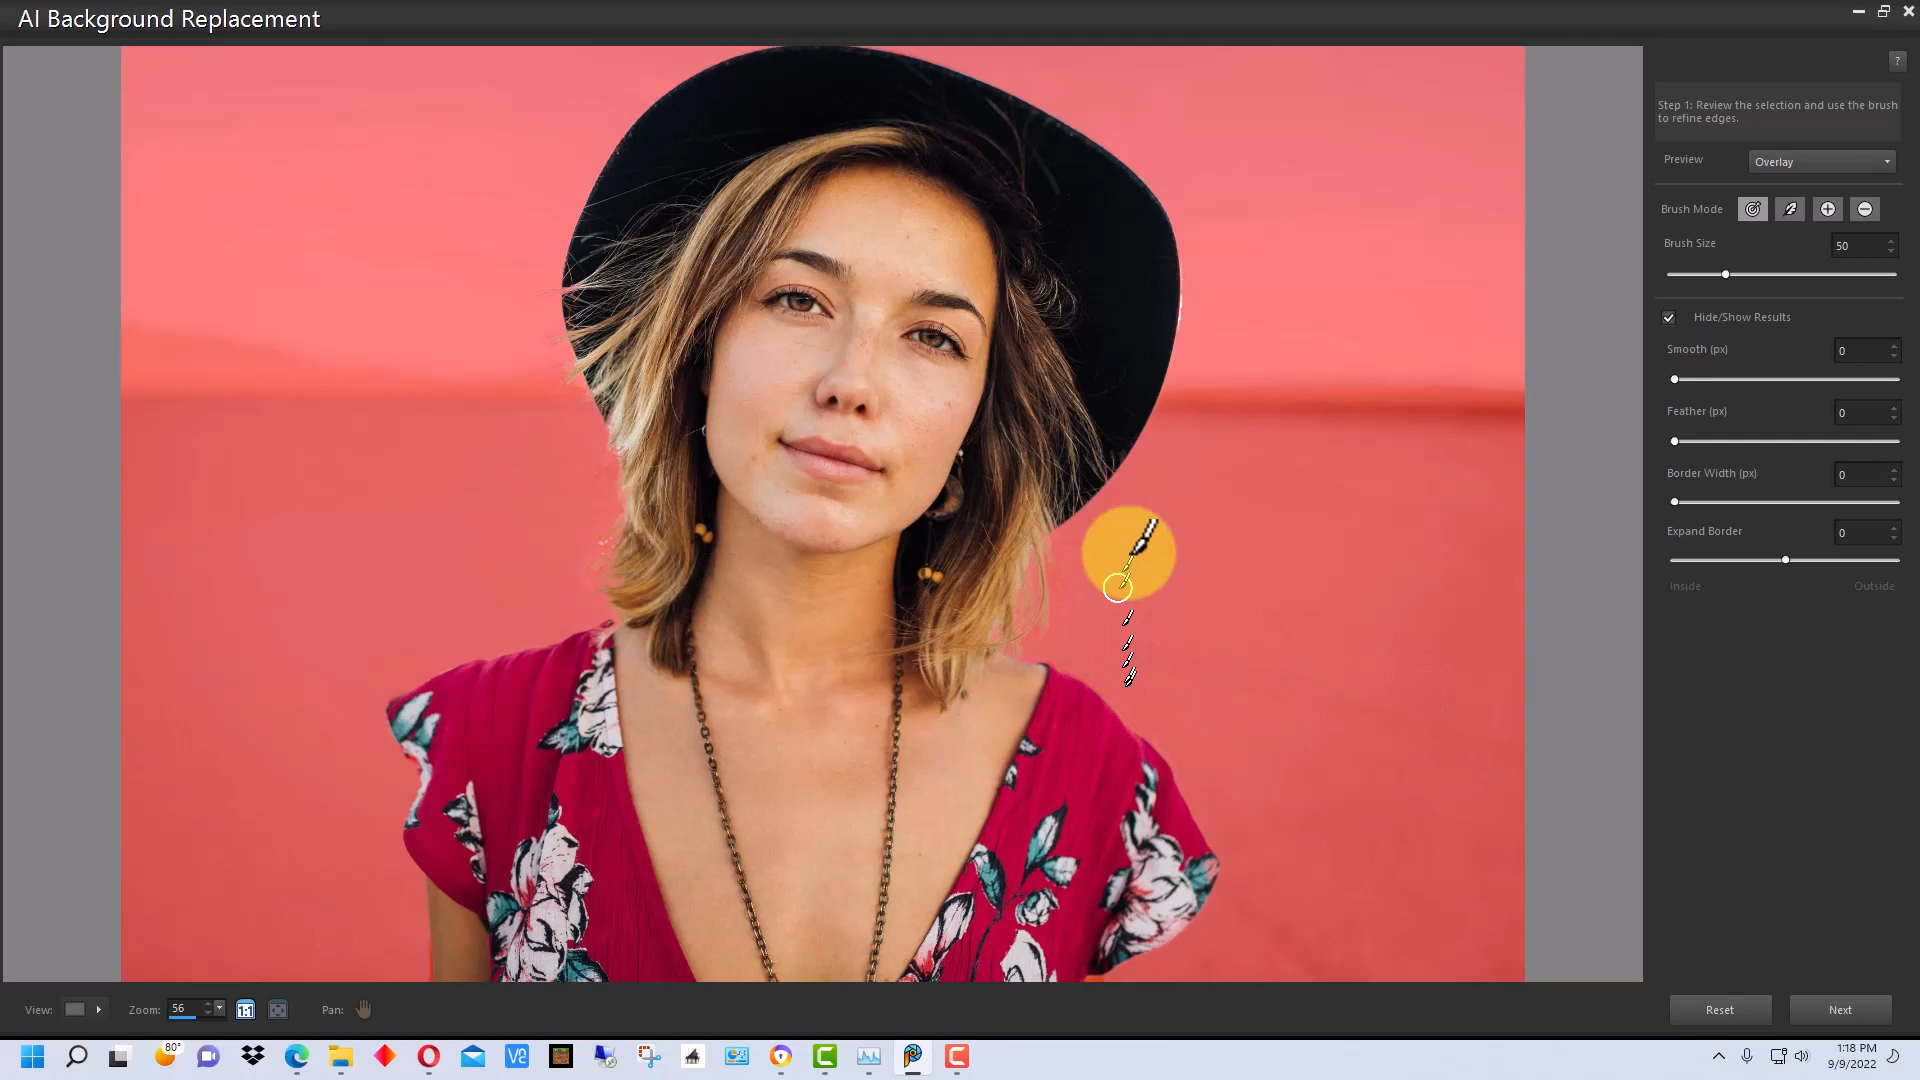 AI Background Replacement
?
Step 1: Review the selection and use the brush
to refine edges.
Preview
Overlay
Brush Mode
Brush Size
50
Hide/Show Results
Smooth (px)
0
Feather (px)
0
Border Width (px)
0
Expand Border
0
Inside
Outside
View:
Zoom:
56
1:1
Pan:
Reset
Next
80°
1:18 PM
9/9/2022